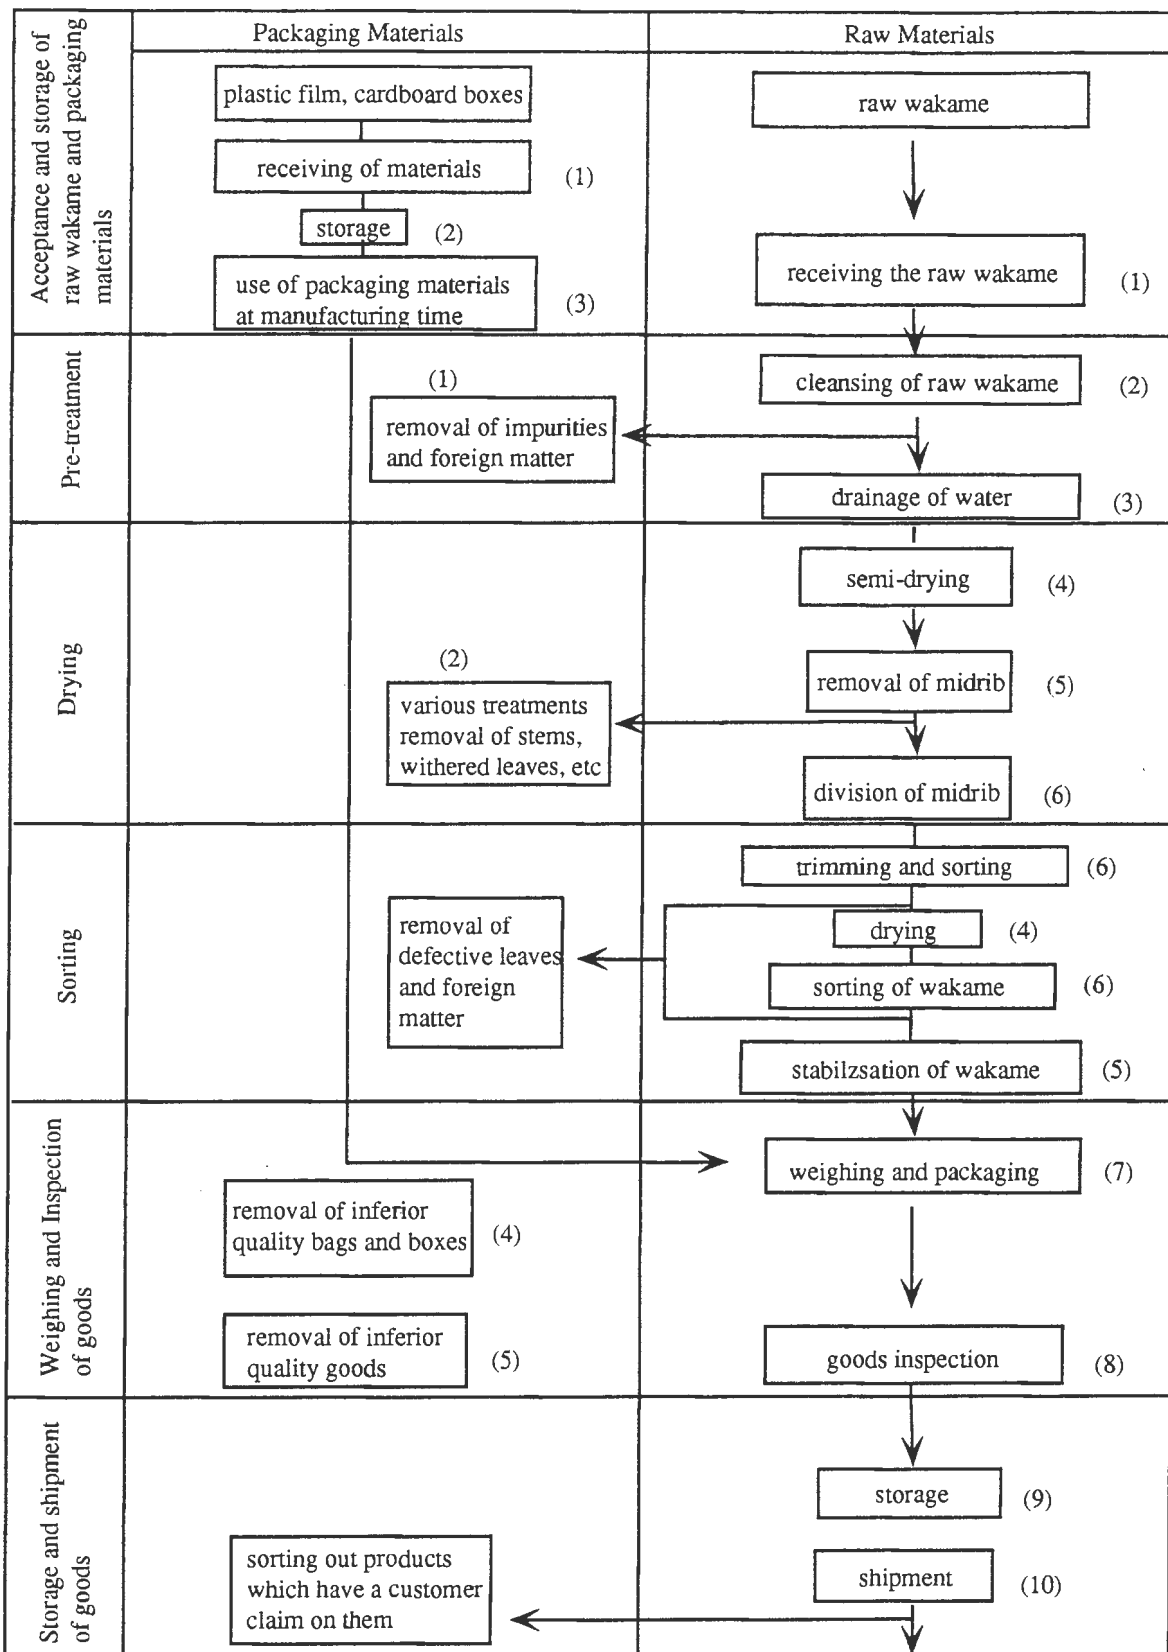 Packaging Materials
Raw Materials
Acceptance and storage of
raw wakame and packaging
materials
plastic film, cardboard boxes
receiving of materials
(1)
storage
(2)
use of packaging materials
at manufacturing time
(3)
raw wakame
receiving the raw wakame
(1)
Pre-treatment
(1)
removal of impurities
and foreign matter
cleansing of raw wakame
(2)
drainage of water
(3)
Drying
(2)
various treatments
removal of stems,
withered leaves, etc
semi-drying
(4)
removal of midrib
(5)
division of midrib
(6)
Sorting
removal of
defective leaves
and foreign
matter
trimming and sorting
(6)
drying
(4)
sorting of wakame
(6)
stabilzsation of wakame
(5)
Weighing and Inspection
of goods
removal of inferior
quality bags and boxes
(4)
removal of inferior
quality goods
(5)
weighing and packaging
(7)
goods inspection
(8)
Storage and shipment
of goods
sorting out products
which have a customer
claim on them
storage
(9)
shipment
(10)